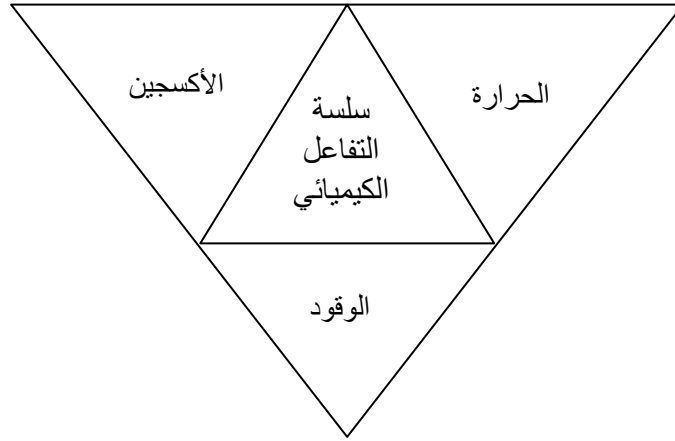 الأكسجين
الحرارة
سلسة
التفاعل
الكيميائي
الوقود